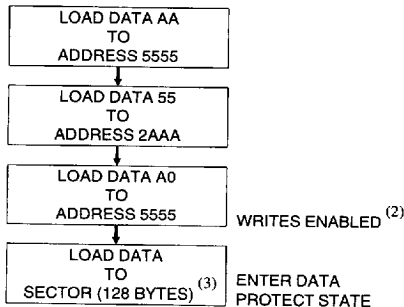 LOAD DATA AA
TO
ADDRESS 5555
LOAD DATA 55
TO
ADDRESS 2AAA
LOAD DATA A0
TO
ADDRESS 5555
WRITES ENABLED (2)
LOAD DATA
TO
SECTOR (128 BYTES) (3)
ENTER DATA
PROTECT STATE